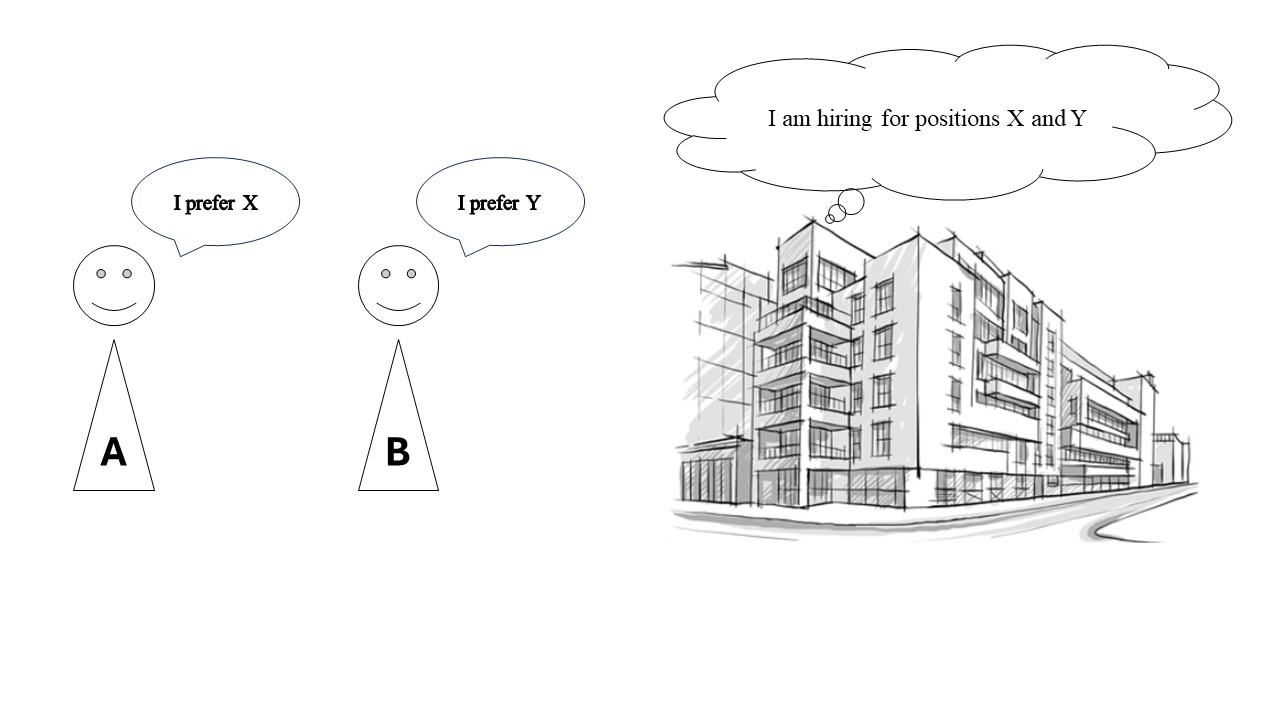 I prefer X
I prefer Y
I am hiring for positions X and Y
A
B